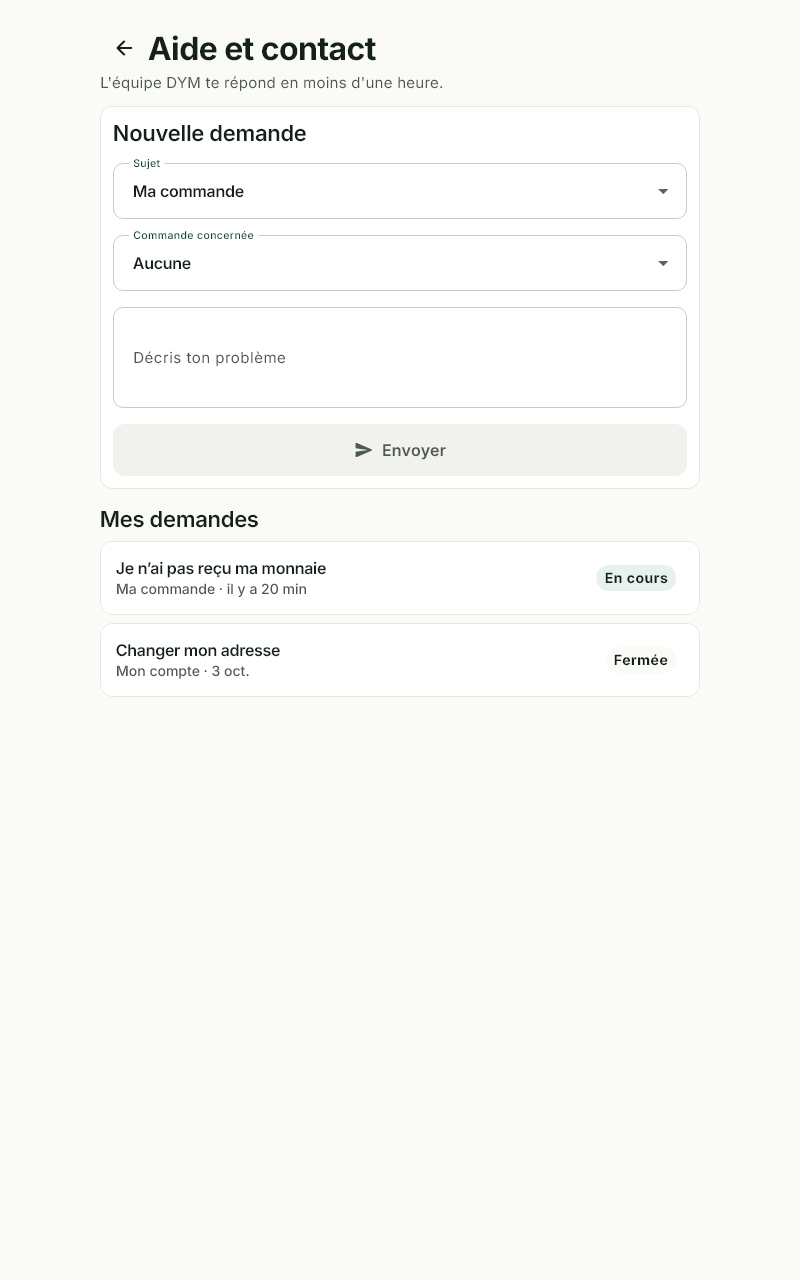 Aide et contact
L'équipe DYM te répond en moins d'une heure.
Nouvelle demande
Sujet
Ma commande
Commande concernée
Aucune
Décris ton problème
Envoyer
Mes demandes
Je n’ai pas reçu ma monnaie
Ma commande · il y a 20 min
En cours
Changer mon adresse
Mon compte · 3 oct.
Fermée